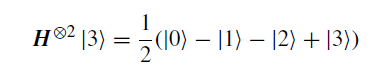 H⊗2 |3⟩ = 1/2 (|0⟩ − |1⟩ − |2⟩ + |3⟩)